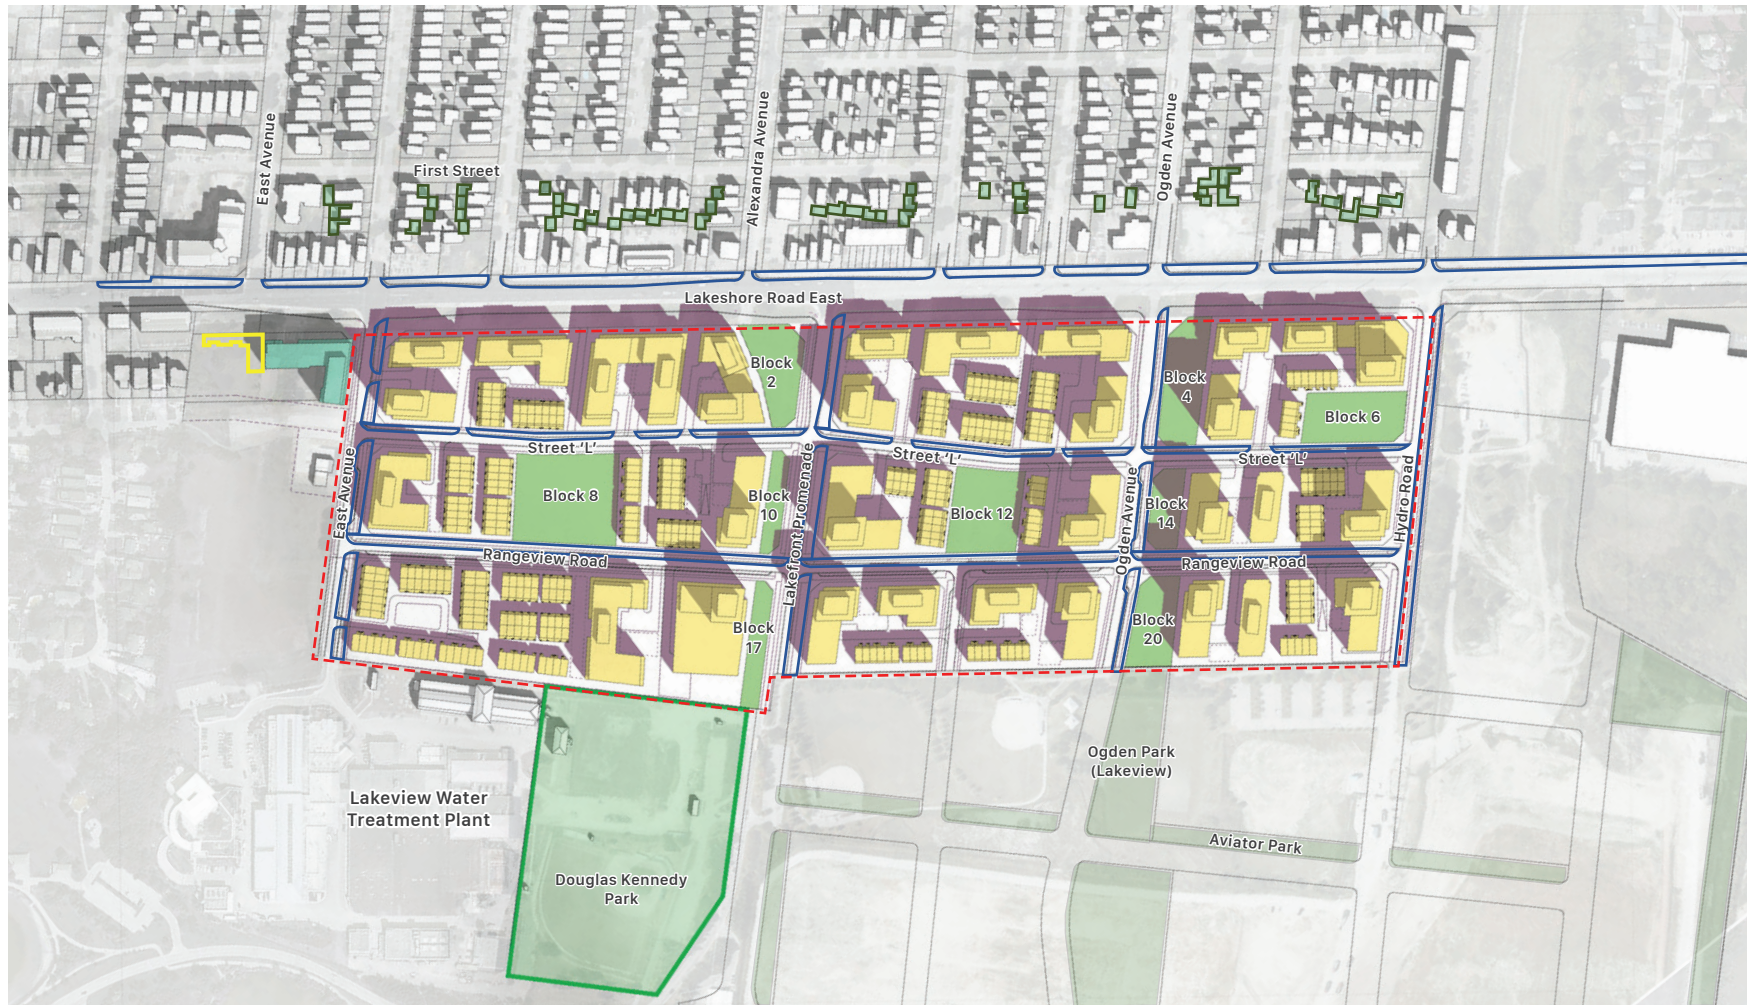 East Avenue
First Street
Alexandra Avenue
Ogden Avenue
Lakeshore Road East
Block
2
Block
4
Block 6
Street ‘L’
Street ‘L’
Street ‘L’
East Avenue
Block 8
Block
10
Lakefront Promenade
Block 12
Ogden Avenue
Block
14
Hydro Road
Rangeview Road
Rangeview Road
Block
17
Block
20
Ogden Park
(Lakeview)
Lakeview Water
Treatment Plant
Aviator Park
Douglas Kennedy
Park